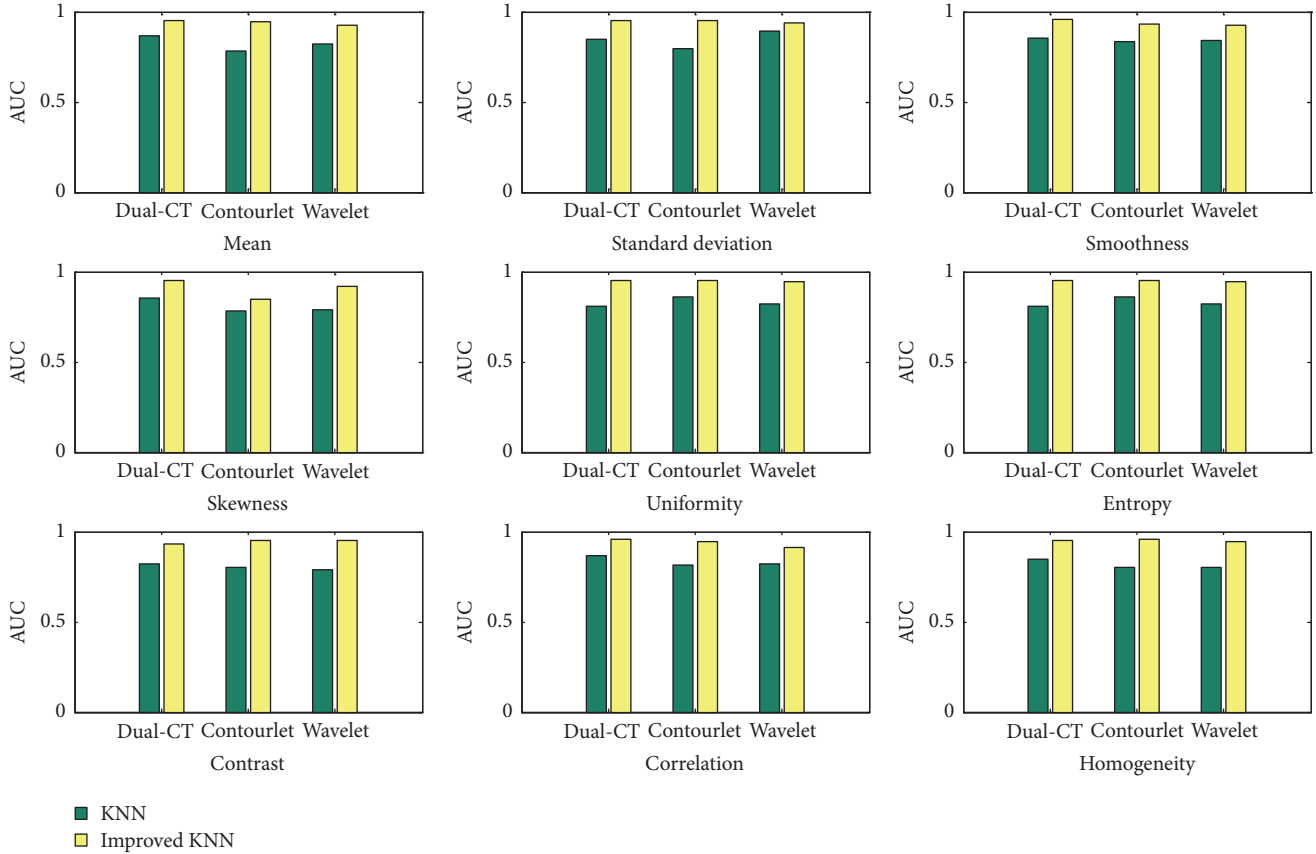 1
1
1
AUC
0.5
AUC
0.5
AUC
0.5
0
0
0
Dual-CT Contourlet Wavelet
Dual-CT Contourlet Wavelet
Dual-CT Contourlet Wavelet
Mean
Standard deviation
Smoothness
1
1
1
AUC
0.5
AUC
0.5
AUC
0.5
0
0
0
Dual-CT Contourlet Wavelet
Dual-CT Contourlet Wavelet
Dual-CT Contourlet Wavelet
Skewness
Uniformity
Entropy
1
1
1
AUC
0.5
AUC
0.5
AUC
0.5
0
0
0
Dual-CT Contourlet Wavelet
Dual-CT Contourlet Wavelet
Dual-CT Contourlet Wavelet
Contrast
Correlation
Homogeneity
KNN
Improved KNN